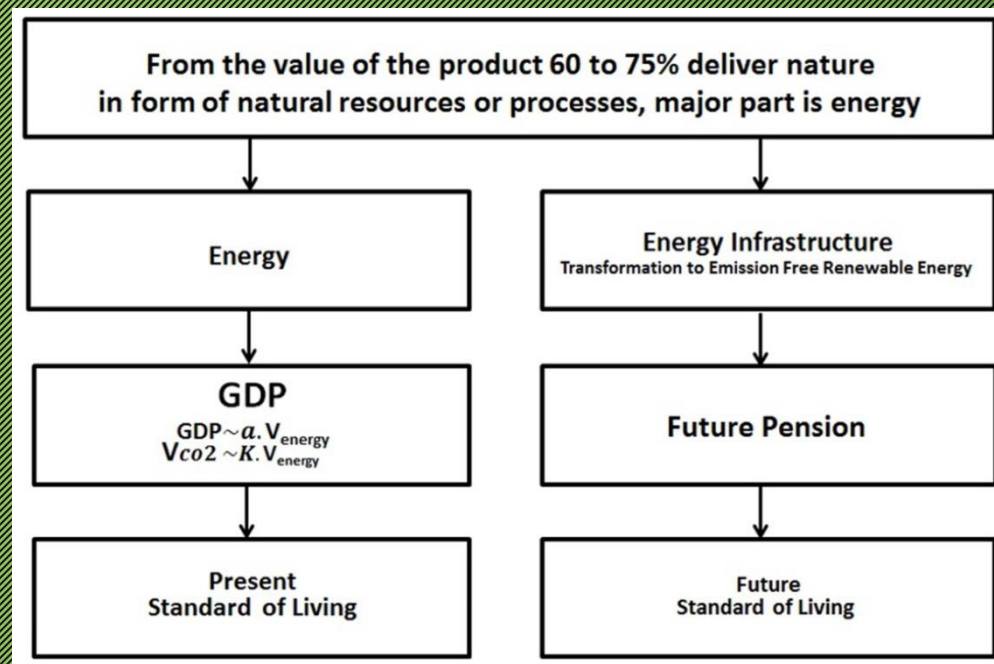 From the value of the product 60 to 75% deliver nature
in form of natural resources or processes, major part is energy
Energy
Energy Infrastructure
Transformation to Emission Free Renewable Energy
GDP
GDP~a.Venergy
Vco2 ~K.Venergy
Future Pension
Present
Standard of Living
Future
Standard of Living